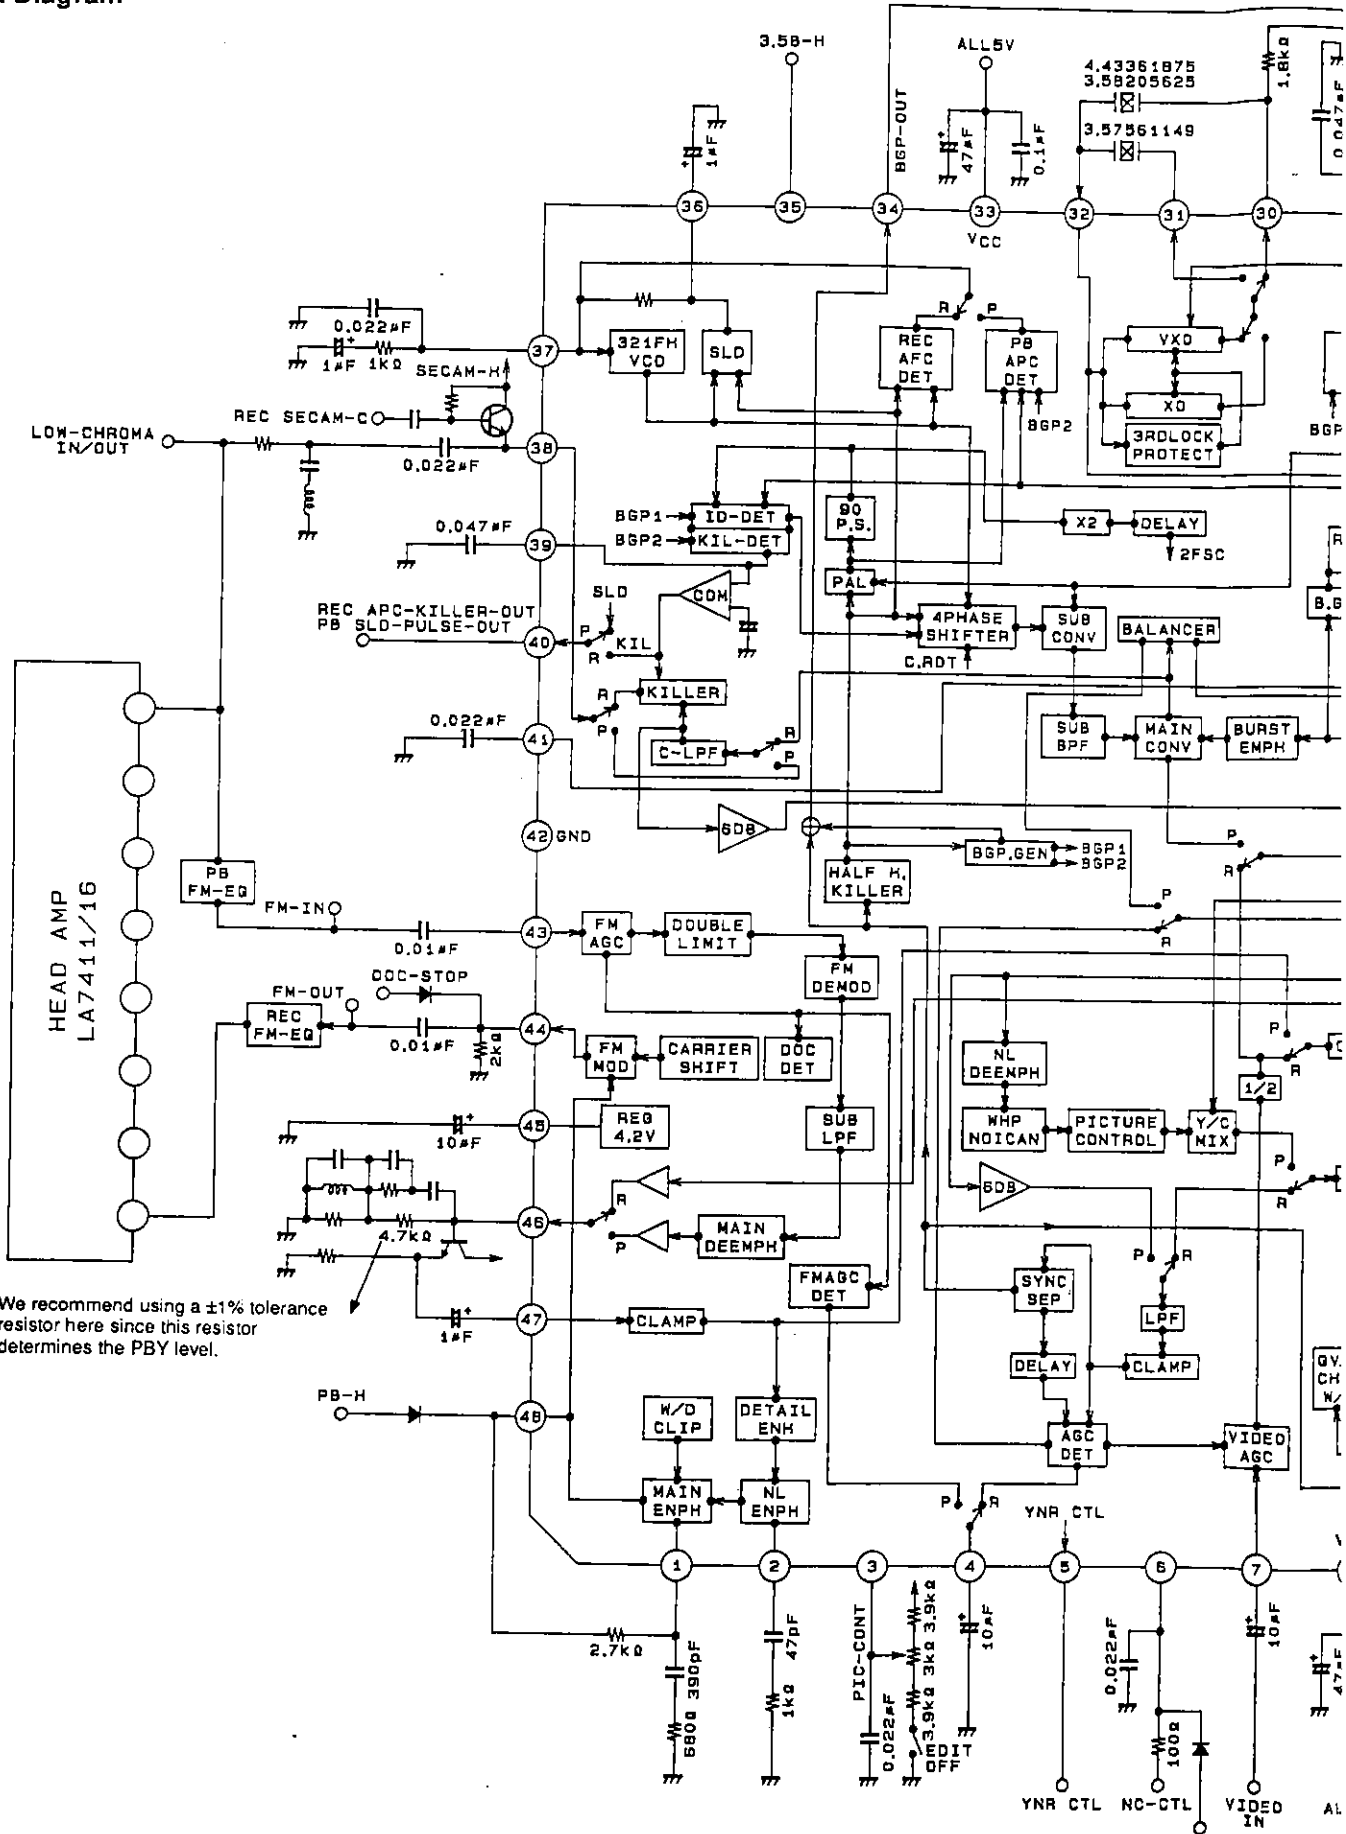 Diagram
3.58-H
ALL5V
4.43361875
3.58205625
3.57561149
1.8kΩ
0.047µF
BGP-OUT
1µF
47µF
0.1µF
36
35
34
33
32
31
30
VCC
0.022µF
1µF
1kΩ
37
321FH
VCO
SLD
REC
AFC
DET
R
P
PB
APC
DET
BGP2
VXO
XO
3RDLOCK
PROTECT
BGP
SECAM-H
REC SECAM-C
LOW-CHROMA
IN/OUT
0.022µF
38
0.047µF
39
BGP1
BGP2
ID-DET
KIL-DET
90
P.S.
X2
DELAY
2FSC
PAL
COM
SLD
REC APC-KILLER-OUT
PB SLD-PULSE-OUT
40
P
R
KIL
4PHASE
SHIFTER
SUB
CONV
BALANCER
C.ROT
KILLER
R
P
0.022µF
41
C-LPF
R
P
SUB
BPF
MAIN
CONV
BURST
EMPH
42
GND
6DB
BGP.GEN
BGP1
BGP2
HALF H.
KILLER
P
R
P
R
HEAD AMP
LA7411/16
PB
FM-EQ
FM-IN
0.01µF
43
FM
AGC
DOUBLE
LIMIT
FM
DEMOD
DOC-STOP
FM-OUT
REC
FM-EQ
0.01µF
2kΩ
44
FM
MOD
CARRIER
SHIFT
DOC
DET
NL
DEEMPH
P
R
1/2
10µF
45
REG
4.2V
SUB
LPF
WHP
NOICAN
PICTURE
CONTROL
Y/C
MIX
P
R
6DB
4.7kΩ
46
R
P
MAIN
DEEMPH
FMAGC
DET
SYNC
SEP
P
R
LPF
We recommend using a ±1% tolerance
resistor here since this resistor
determines the PBY level.
1µF
47
CLAMP
DELAY
CLAMP
PB-H
48
W/D
CLIP
DETAIL
ENH
AGC
DET
VIDEO
AGC
MAIN
ENPH
NL
ENPH
P
R
YNR CTL
1
2
3
4
5
6
7
2.7kΩ
680Ω 390pF
1kΩ
47pF
PIC-CONT
0.022µF
3.9kΩ 3kΩ 3.9kΩ
EDIT
OFF
10µF
0.022µF
100Ω
10µF
47µF
YNR CTL
NC-CTL
VIDEO
IN